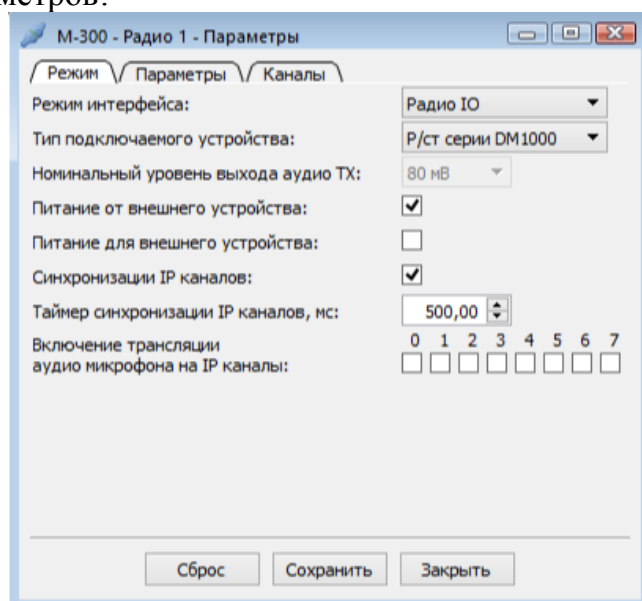 метров.
М-300 - Радио 1 - Параметры
Режим Параметры Каналы
Режим интерфейса: Радио IO
Тип подключаемого устройства: Р/ст серии DM1000
Номинальный уровень выхода аудио TX: 80 мВ
Питание от внешнего устройства:
Питание для внешнего устройства:
Синхронизации IP каналов:
Таймер синхронизации IP каналов, мс: 500,00
Включение трансляции 0 1 2 3 4 5 6 7
аудио микрофона на IP каналы:
Сброс Сохранить Закрыть